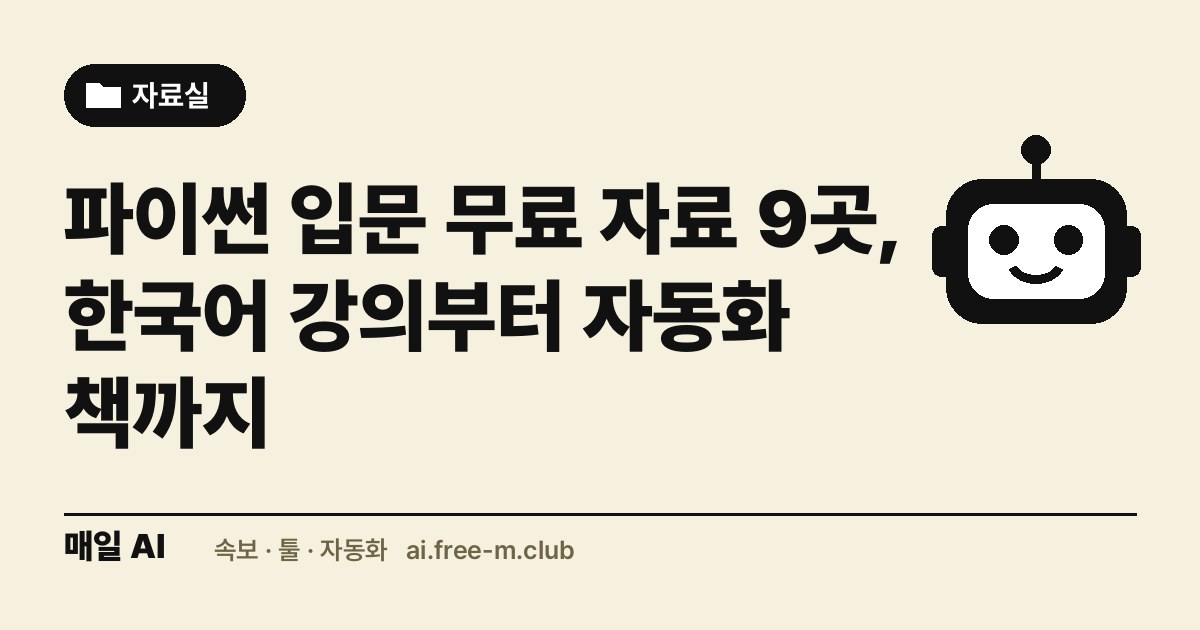 자료실
파이썬 입문 무료 자료 9곳,
한국어 강의부터 자동화
책까지
매일 AI 속보 · 툴 · 자동화 ai.free-m.club